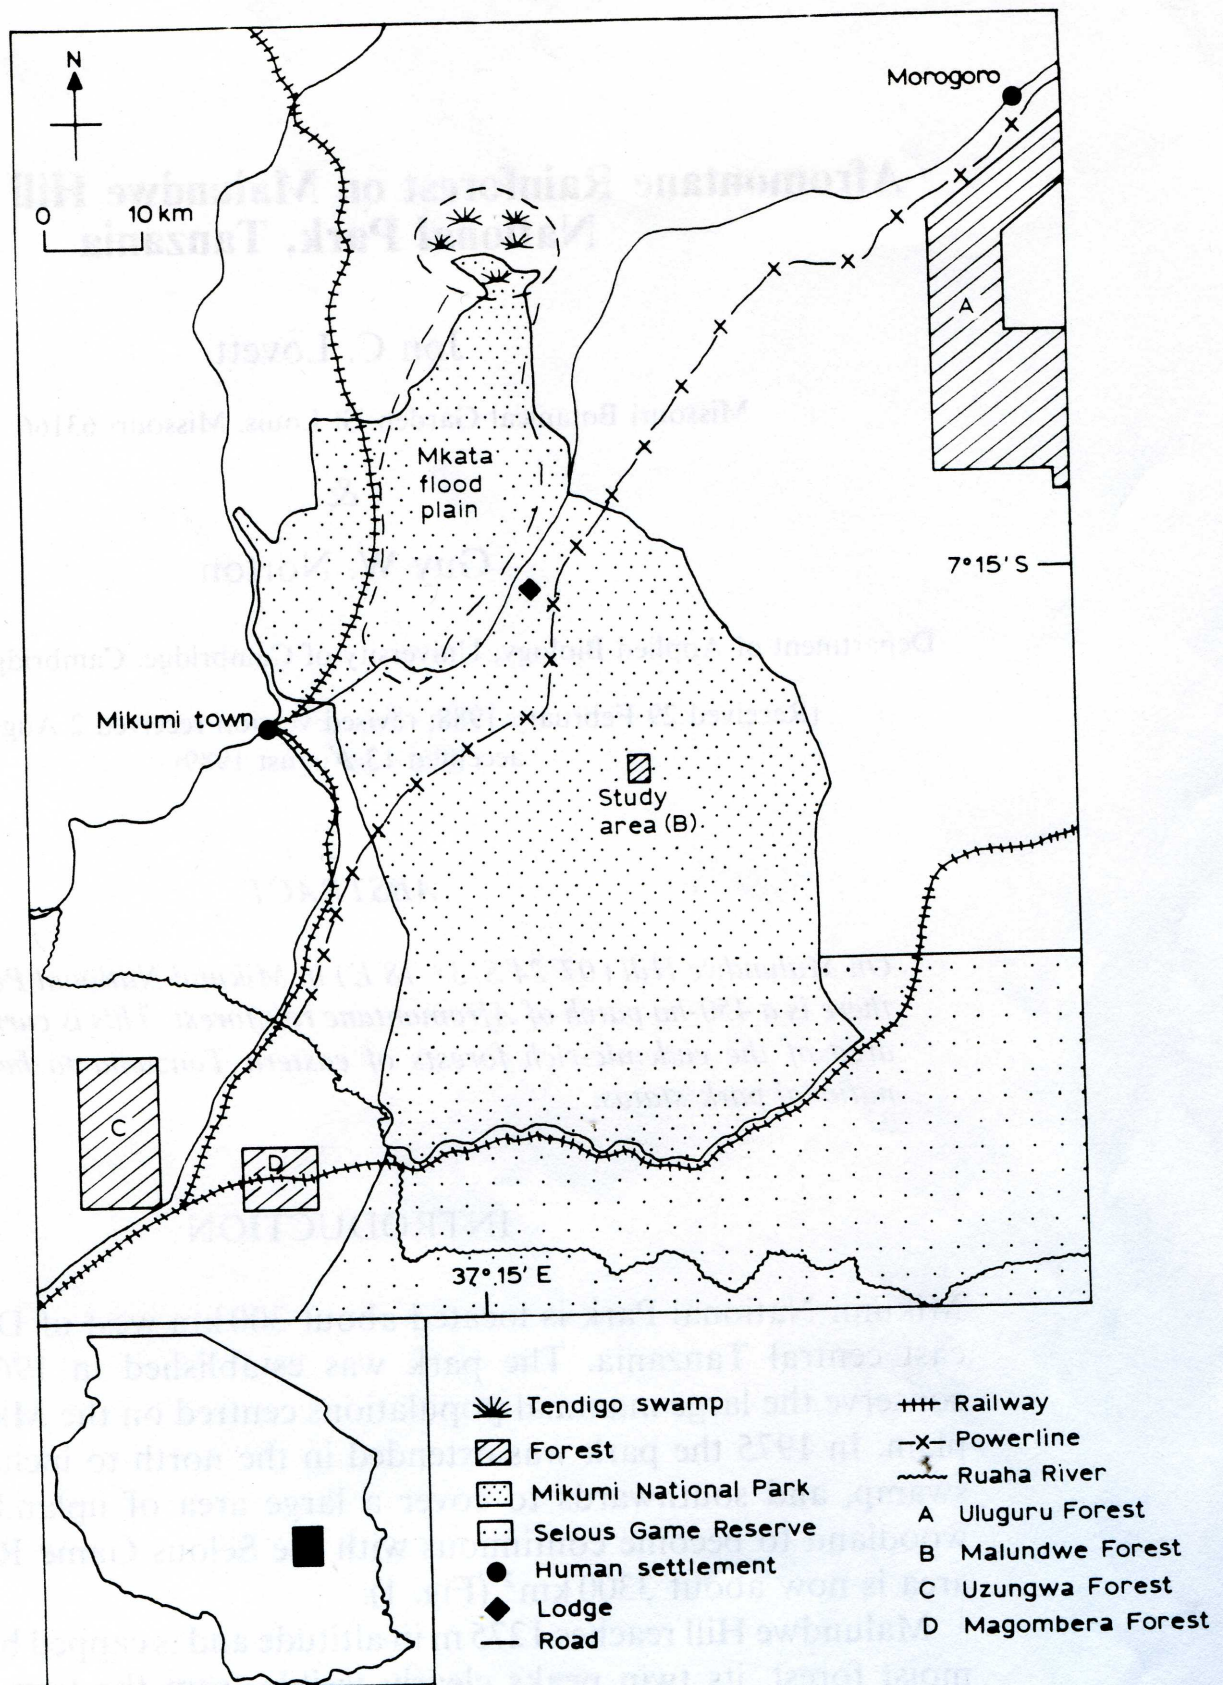 N
0 10 km
Morogoro
A
Mkata
flood
plain
7° 15' S
Mikumi town
Study
area (B)
C
D
37° 15' E
Tendigo swamp
Forest
Mikumi National Park
Selous Game Reserve
Human settlement
Lodge
Road
Railway
Powerline
Ruaha River
A Uluguru Forest
B Malundwe Forest
C Uzungwa Forest
D Magombera Forest